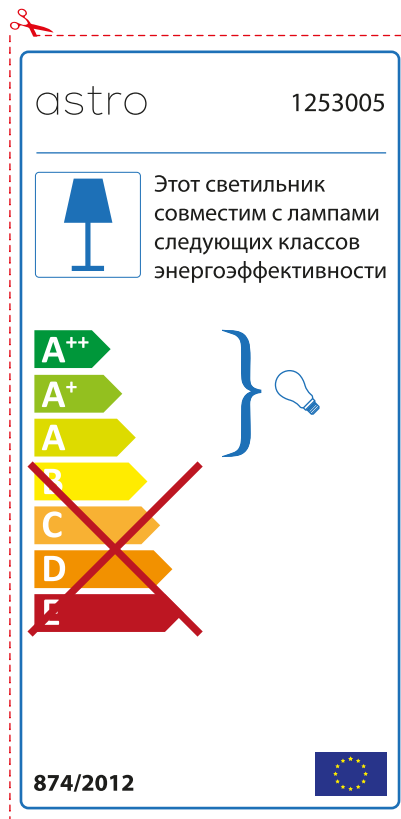 astro
1253005
Этот светильник
совместим с лампами
следующих классов
энергоэффективности
A++
A+
A
B
C
D
E
874/2012